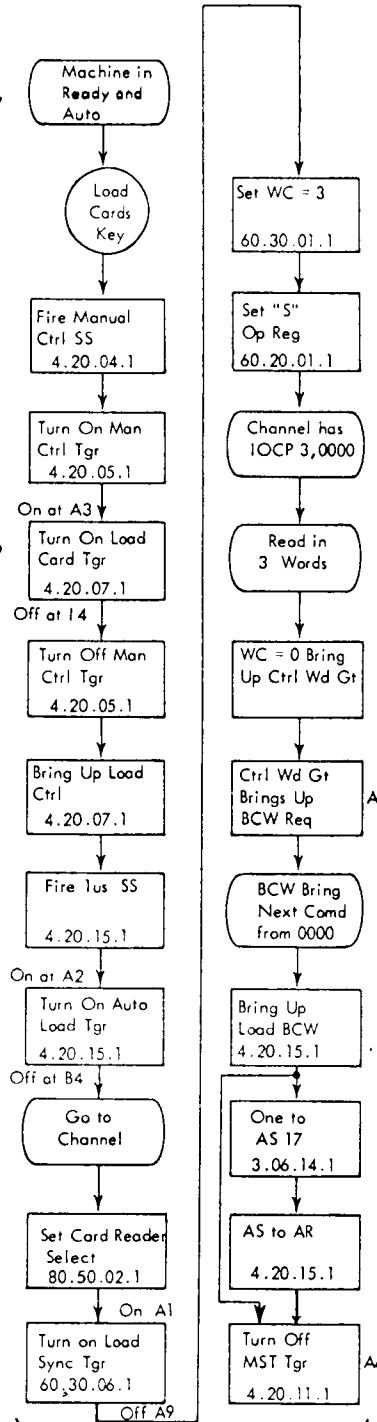 Machine in
Ready and
Auto
Load
Cards
Key
Fire Manual
Ctrl SS
4.20.04.1
Turn On Man
Ctrl Tgr
4.20.05.1
On at A3
Turn On Load
Card Tgr
4.20.07.1
Off at I4
Turn Off Man
Ctrl Tgr
4.20.05.1
Bring Up Load
Ctrl
4.20.07.1
Fire 1us SS
4.20.15.1
On at A2
Turn On Auto
Load Tgr
4.20.15.1
Off at B4
Go to
Channel
Set Card Reader
Select
80.50.02.1
On A1
Turn on Load
Sync Tgr
60.30.06.1
Off A9
Set WC = 3
60.30.01.1
Set "S"
Op Reg
60.20.01.1
Channel has
IOCP 3,0000
Read in
3 Words
WC = 0 Bring
Up Ctrl Wd Gt
Ctrl Wd Gt
Brings Up
BCW Req
BCW Bring
Next Comd
from 0000
Bring Up
Load BCW
4.20.15.1
One to
AS 17
3.06.14.1
AS to AR
4.20.15.1
Turn Off
MST Tgr
4.20.11.1